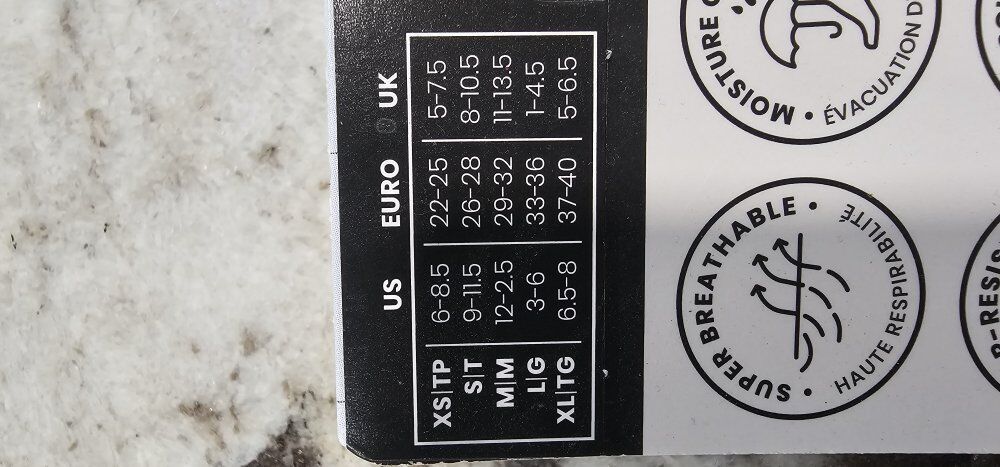 US EURO UK
XS|TP 6-8.5 22-25 5-7.5
S|T 9-11.5 26-28 8-10.5
M|M 12-2.5 29-32 11-13.5
L|G 3-6 33-36 1-4.5
XL|TG 6.5-8 37-40 5-6.5
• SUPER BREATHABLE •
HAUTE RESPIRABILITÉ
MOISTURE
• ÉVACUATION